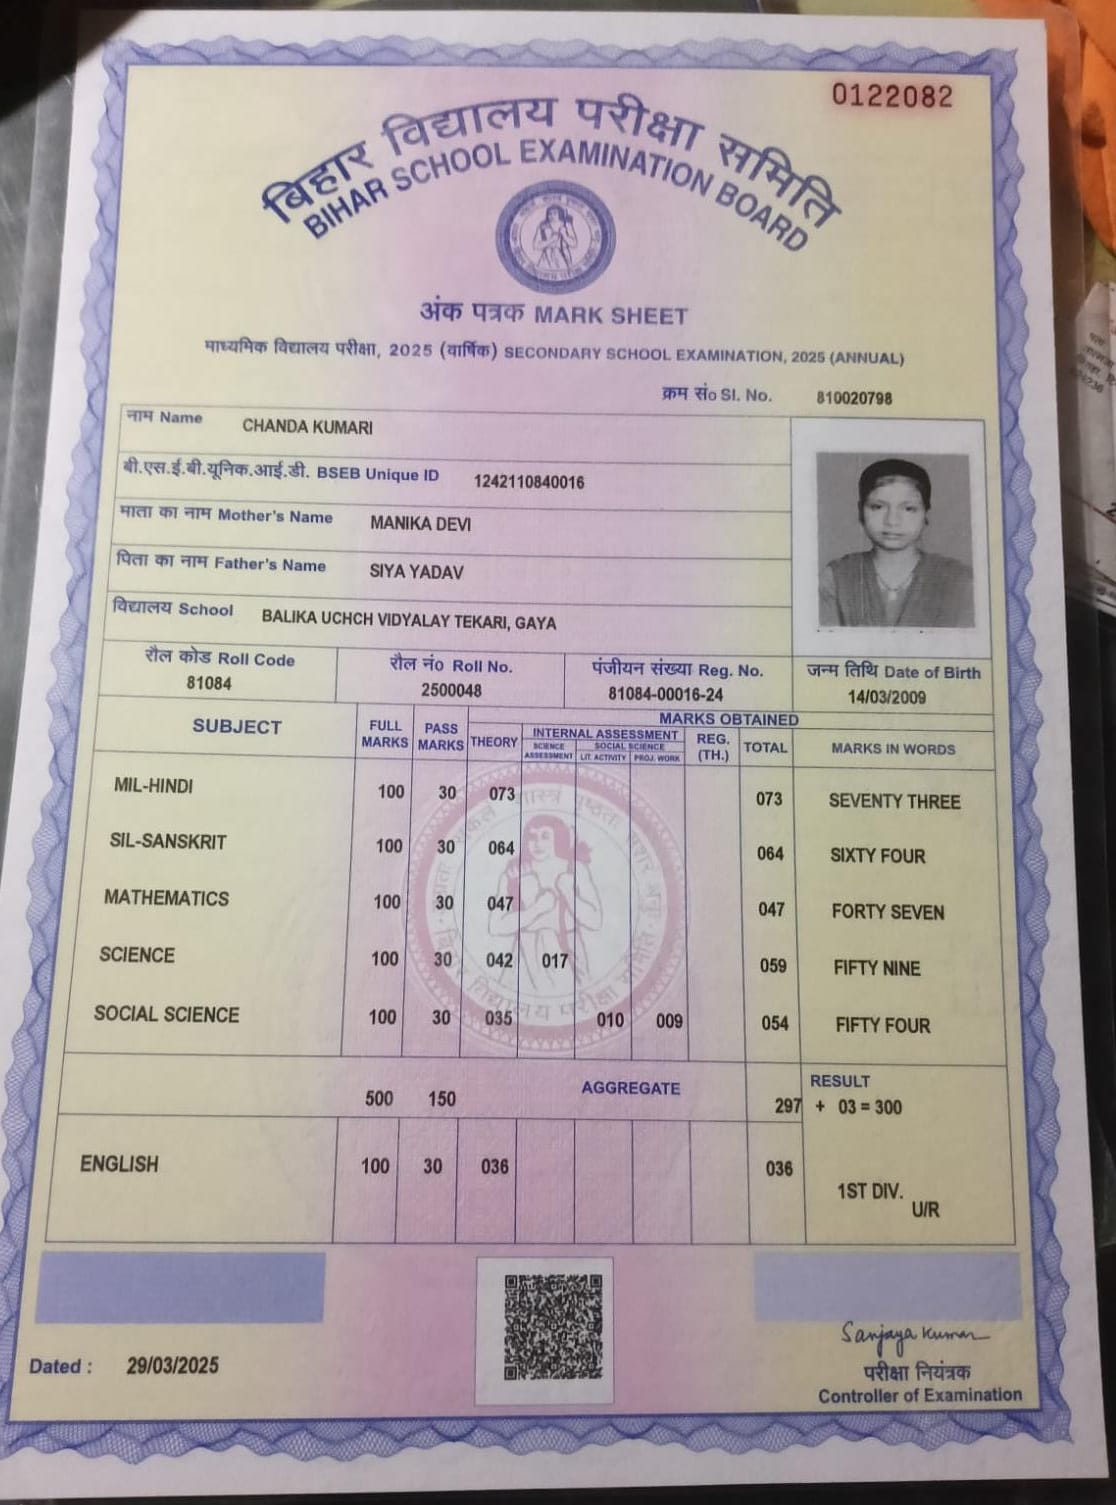 0122082
बिहार विद्यालय परीक्षा समिति
BIHAR SCHOOL EXAMINATION BOARD
अंक पत्रक MARK SHEET
माध्यमिक विद्यालय परीक्षा, 2025 (वार्षिक) SECONDARY SCHOOL EXAMINATION, 2025 (ANNUAL)
क्रम सं० Sl. No. 810020798
नाम Name CHANDA KUMARI
बी.एस.ई.बी.यूनिक.आई.डी. BSEB Unique ID 1242110840016
माता का नाम Mother's Name MANIKA DEVI
पिता का नाम Father's Name SIYA YADAV
विद्यालय School BALIKA UCHCH VIDYALAY TEKARI, GAYA
रौल कोड Roll Code रौल नं० Roll No. पंजीयन संख्या Reg. No. जन्म तिथि Date of Birth
81084 2500048 81084-00016-24 14/03/2009
SUBJECT FULL MARKS PASS MARKS MARKS OBTAINED
THEORY INTERNAL ASSESSMENT REG. (TH.) TOTAL MARKS IN WORDS
SCIENCE ASSESSMENT SOCIAL SCIENCE
LIT. ACTIVITY PROJ. WORK
MIL-HINDI 100 30 073 073 SEVENTY THREE
SIL-SANSKRIT 100 30 064 064 SIXTY FOUR
MATHEMATICS 100 30 047 047 FORTY SEVEN
SCIENCE 100 30 042 017 059 FIFTY NINE
SOCIAL SCIENCE 100 30 035 010 009 054 FIFTY FOUR
500 150 AGGREGATE 297 + 03 = 300
RESULT
ENGLISH 100 30 036 036
1ST DIV.
U/R
Dated : 29/03/2025
Sanjaya Kumar
परीक्षा नियंत्रक
Controller of Examination